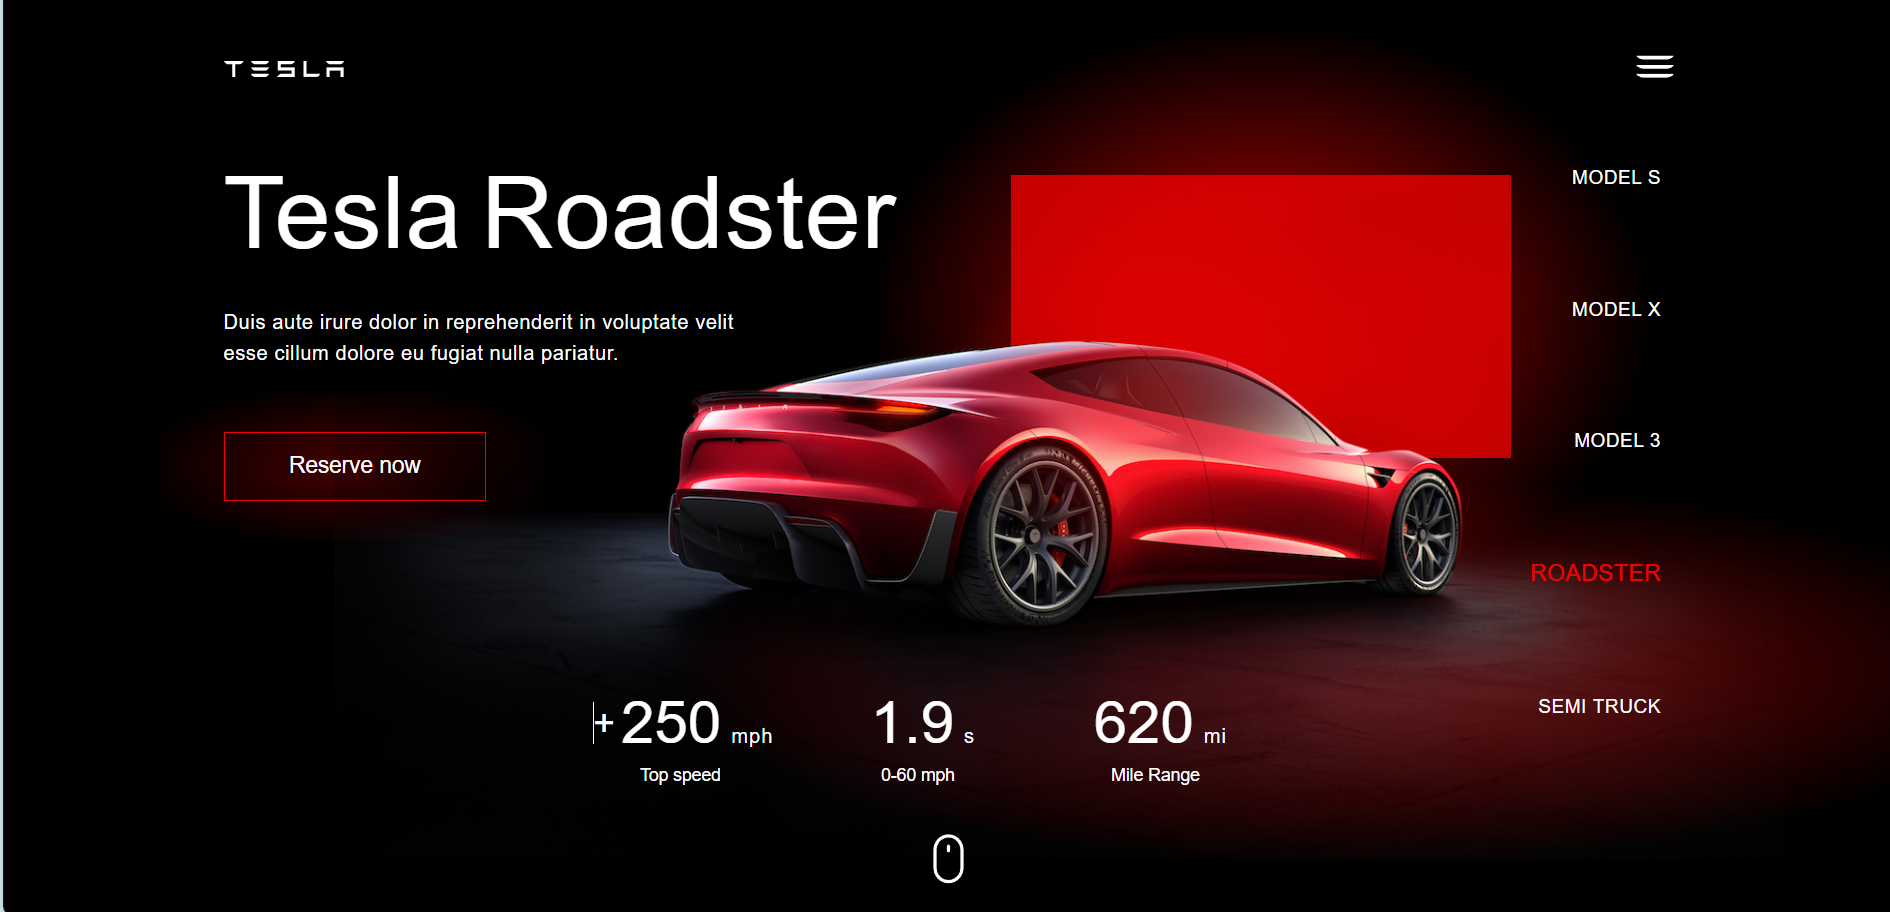 TESLA
Tesla Roadster
Duis aute irure dolor in reprehenderit in voluptate velit
esse cillum dolore eu fugiat nulla pariatur.
Reserve now
MODEL S
MODEL X
MODEL 3
ROADSTER
SEMI TRUCK
TESLA
+250 mph
Top speed
1.9 s
0-60 mph
620 mi
Mile Range